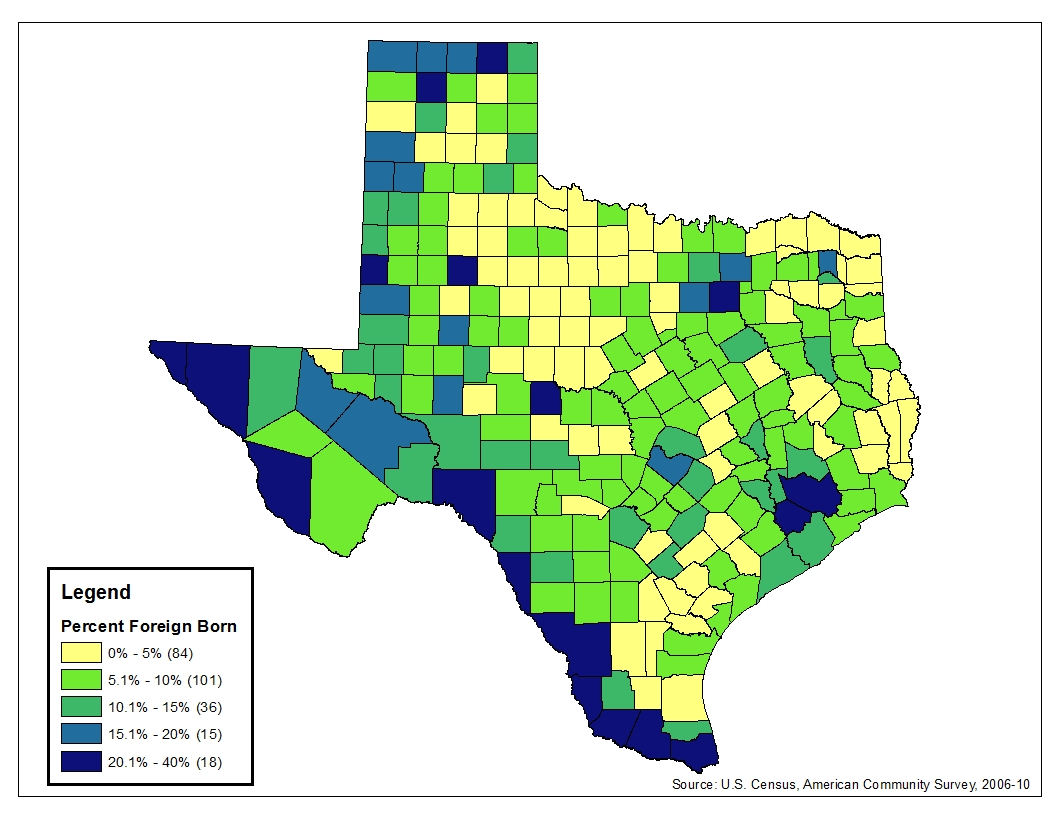 Legend
Percent Foreign Born
0% - 5% (84)
5.1% - 10% (101)
10.1% - 15% (36)
15.1% - 20% (15)
20.1% - 40% (18)
Source: U.S. Census, American Community Survey, 2006-10